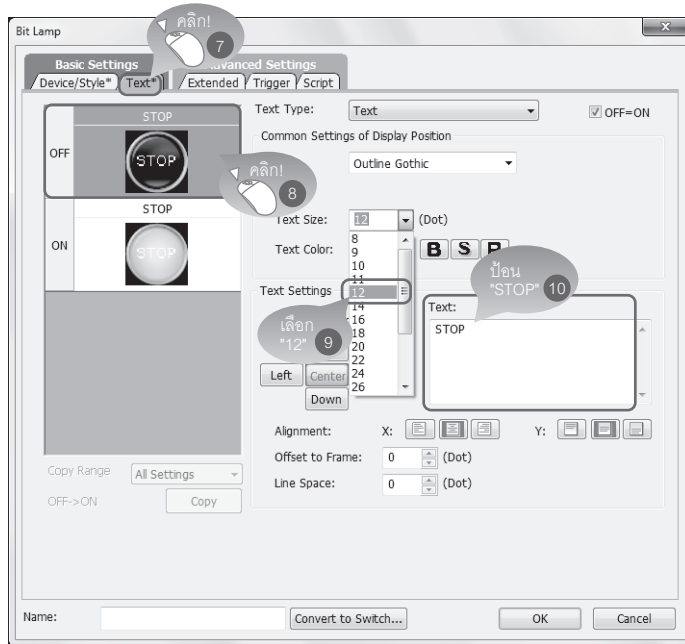 Bit Lamp
คลิก!
7
Basic Settings
Advanced Settings
Device/Style*
Text*
Extended
Trigger
Script
STOP
OFF
STOP
STOP
ON
STOP
คลิก!
8
Text Type:
Text
OFF=ON
Common Settings of Display Position
Outline Gothic
Text Size:
12
(Dot)
Text Color:
B
S
R
8
9
10
11
12
14
16
18
20
22
24
26
Text Settings
เลือก
"12"
9
ป้อน
"STOP"
10
Text:
STOP
Left
Center
Down
Alignment:
X:
Y:
Offset to Frame:
0
(Dot)
Line Space:
0
(Dot)
Copy Range
All Settings
OFF->ON
Copy
Name:
Convert to Switch...
OK
Cancel